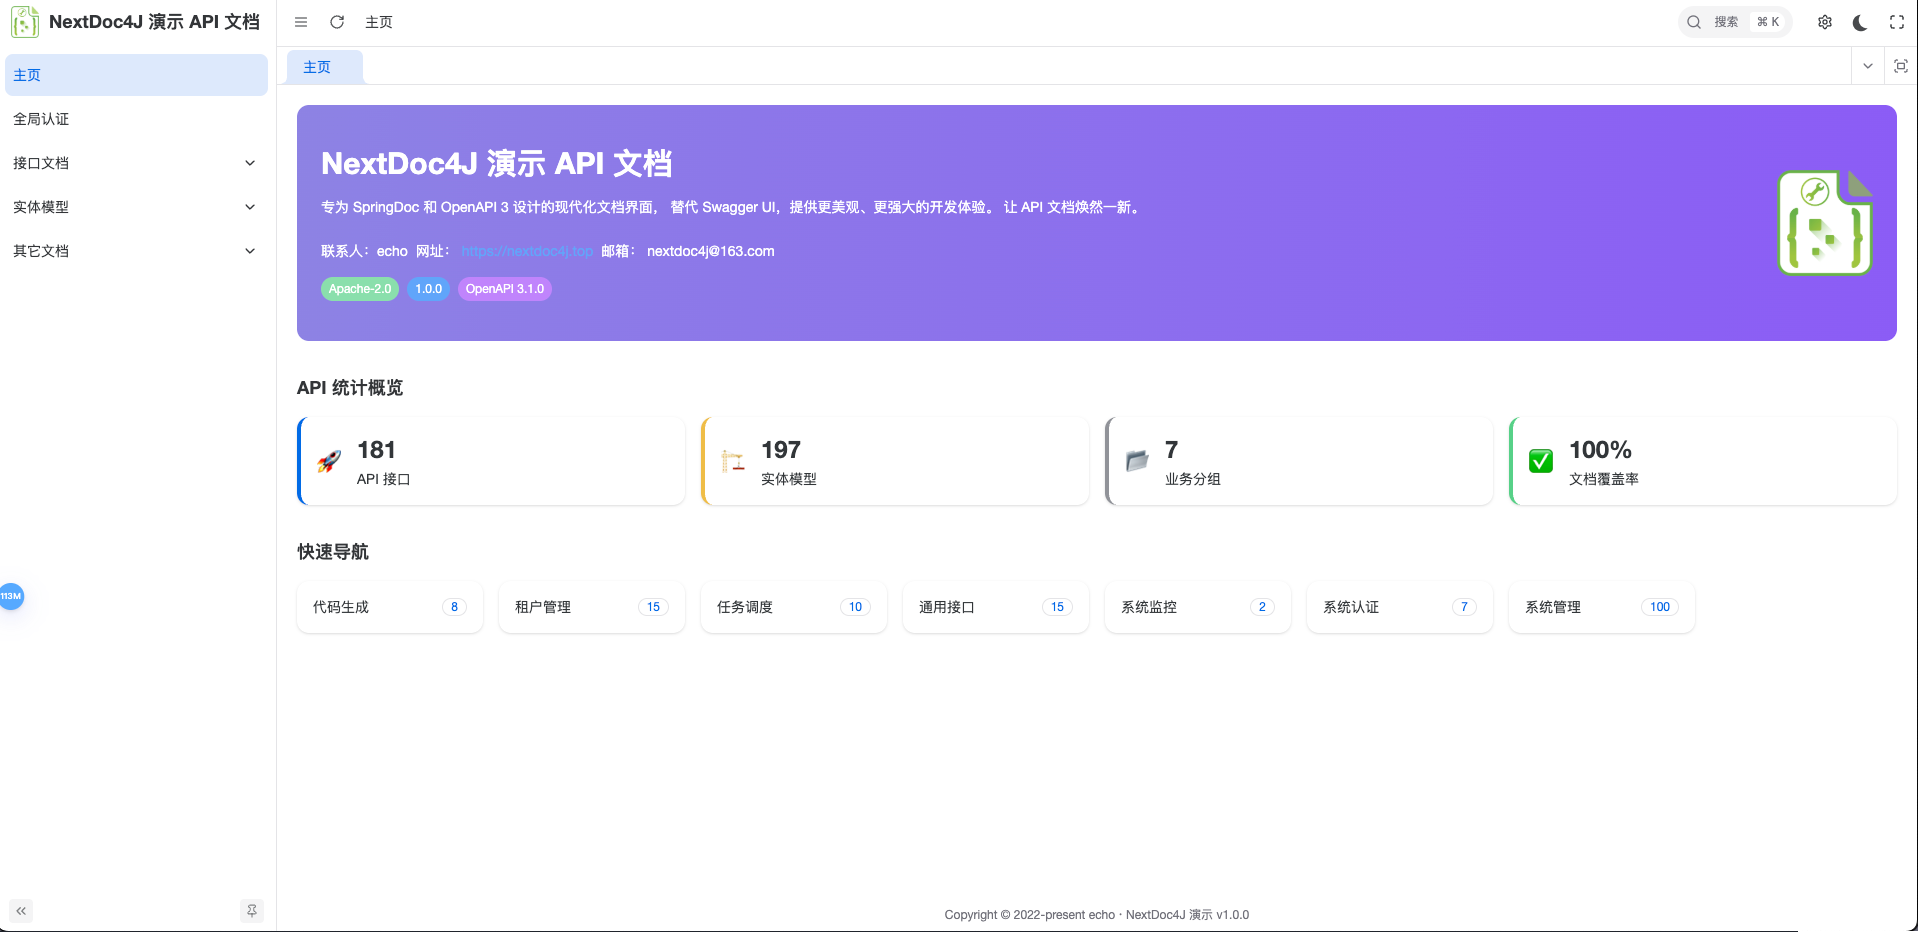 NextDoc4J 演示 API 文档
主页
搜索 ⌘ K
主页
主页
全局认证
接口文档
实体模型
其它文档
NextDoc4J 演示 API 文档
专为 SpringDoc 和 OpenAPI 3 设计的现代化文档界面， 替代 Swagger UI，提供更美观、更强大的开发体验。 让 API 文档焕然一新。
联系人：echo 网址： https://nextdoc4j.top 邮箱： nextdoc4j@163.com
Apache-2.0 1.0.0 OpenAPI 3.1.0
API 统计概览
181
API 接口
197
实体模型
7
业务分组
100%
文档覆盖率
快速导航
代码生成 8
租户管理 15
任务调度 10
通用接口 15
系统监控 2
系统认证 7
系统管理 100
113M
Copyright © 2022-present echo · NextDoc4J 演示 v1.0.0